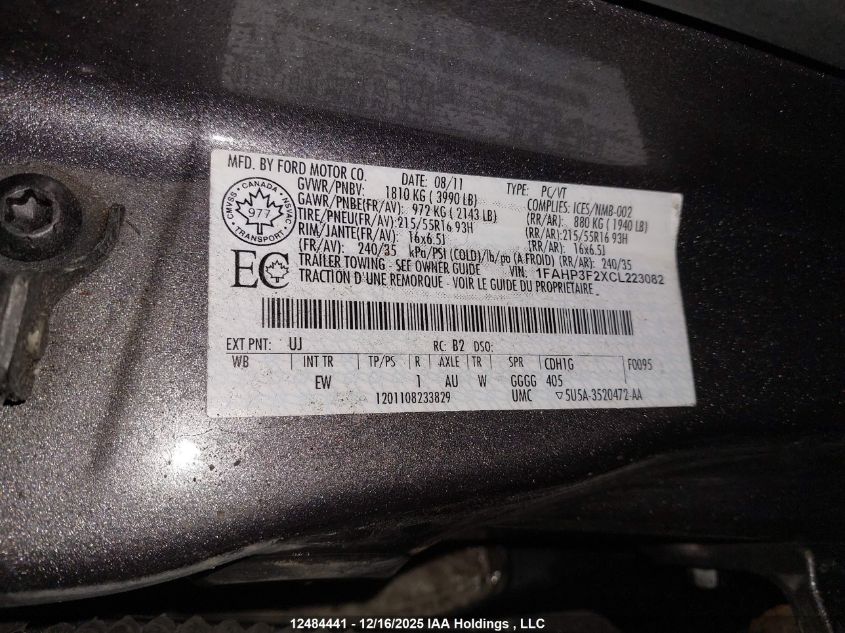 MFD. BY FORD MOTOR CO. DATE: 08/11 TYPE: PC/VT
GVWR/PNBV: 1810 KG ( 3990 LB) COMPLIES: ICES/NMB-002
GAWR/PNBE(FR/AV): 972 KG ( 2143 LB) (RR/AR): 880 KG ( 1940 LB)
TIRE/PNEU(FR/AV):215/55R16 93H (RR/AR):215/55R16 93H
RIM/JANTE(FR/AV): 16x6.5J (RR/AR): 16x6.5J
(FR/AV): 240/35 kPa/PSI (COLD)/lb/po (A FROID) (RR/AR): 240/35
TRAILER TOWING - SEE OWNER GUIDE VIN: 1FAHP3F2XCL223082
TRACTION D'UNE REMORQUE - VOIR LE GUIDE DU PROPRIETAIRE
CANADA
CMVSS 977 NSVAC
TRANSPORT
EC
EXT PNT: UJ RC: B2 DSO:
WB INT TR TP/PS R AXLE TR SPR CDH1G F0095
EW 1 AU W GGGG 405
1201108233829 UMC ▽5U5A-3520472-AA
12484441 - 12/16/2025 IAA Holdings , LLC